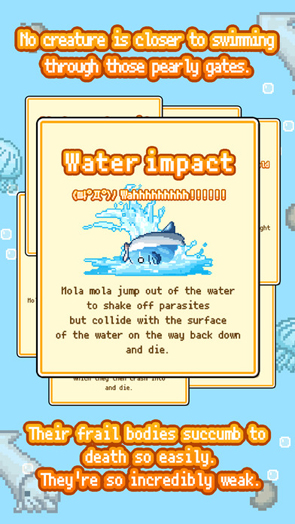 No creature is closer to swimming
through those pearly gates.
Water impact
Wahhhhhhhhh!!!!!!
Mola mola jump out of the water
to shake off parasites
but collide with the surface
of the water on the way back down
and die.
which they then crash into
and die.
Their frail bodies succumb to
death so easily.
They're so incredibly weak.